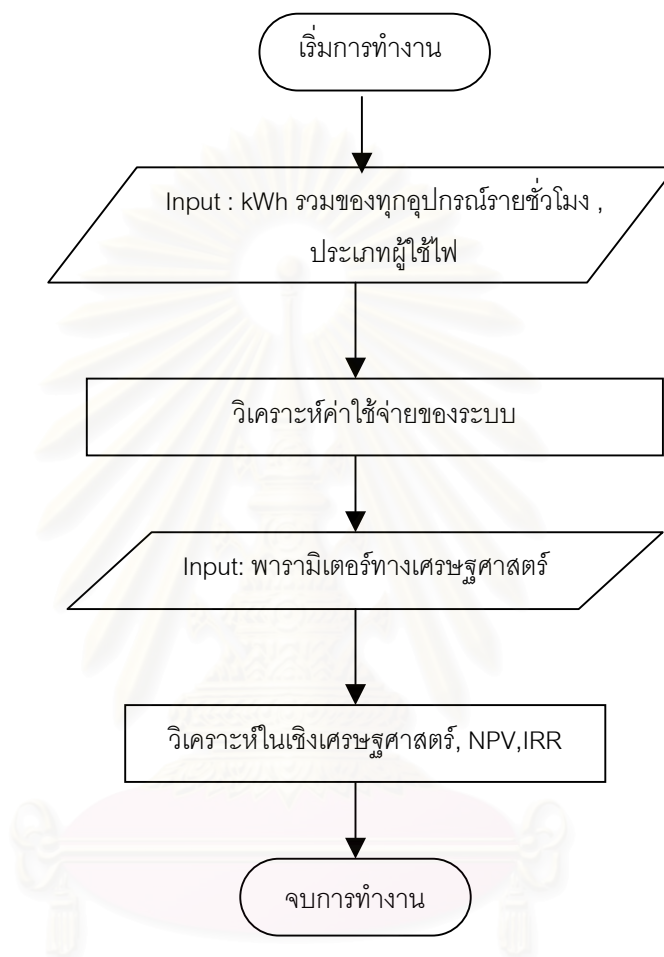 เริ่มการทำงาน
Input : kWh รวมของทุกอุปกรณ์รายชั่วโมง ,
ประเภทผู้ใช้ไฟ
วิเคราะห์ค่าใช้จ่ายของระบบ
Input: พารามิเตอร์ทางเศรษฐศาสตร์
วิเคราะห์ในเชิงเศรษฐศาสตร์, NPV,IRR
จบการทำงาน